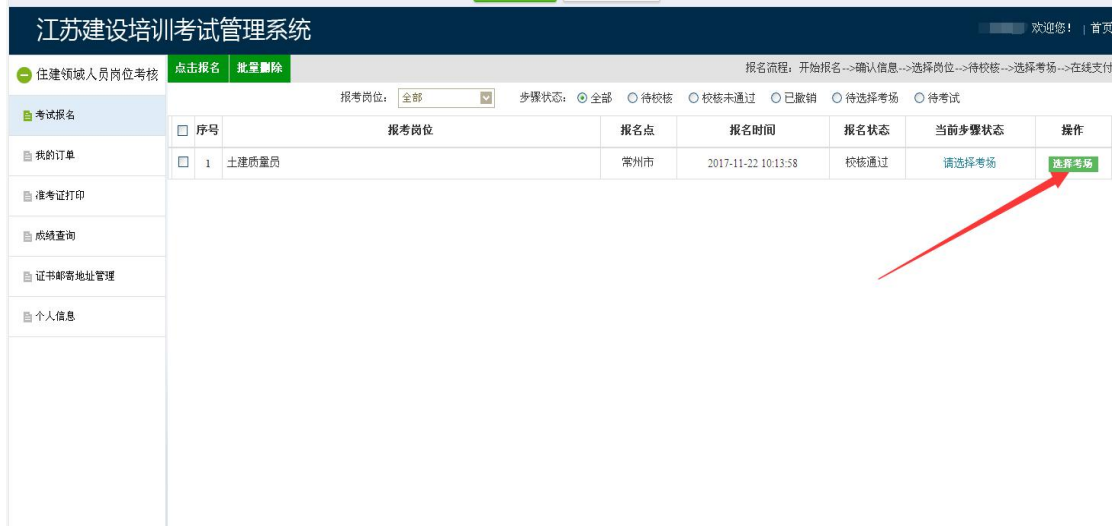 江苏建设培训考试管理系统
欢迎您! | 首页
住建领域人员岗位考核
点击报名 批量删除
报名流程:开始报名-->确认信息-->选择岗位-->待校核-->选择考场-->在线支付
考试报名
报考岗位: 全部 步骤状态: 全部 待校核 校核未通过 已撤销 待选择考场 待考试
序号 报考岗位 报名点 报名时间 报名状态 当前步骤状态 操作
我的订单
1 土建质量员 常州市 2017-11-22 10:13:58 校核通过 请选择考场 选择考场
准考证打印
成绩查询
证书邮寄地址管理
个人信息